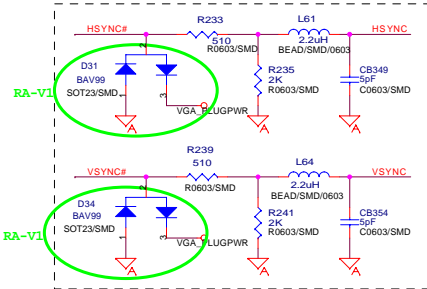 HSYNC#
R233
510
R0603/SMD
L61
2.2uH
BEAD/SMD/0603
HSYNC
2
D31
BAV99
SOT23/SMD
1
3
VGA_PLUGPWR
R235
2K
R0603/SMD
CB349
5pF
C0603/SMD
RA-V1
A
A
A
VSYNC#
R239
510
R0603/SMD
L64
2.2uH
BEAD/SMD/0603
VSYNC
2
D34
BAV99
SOT23/SMD
1
3
VGA_PLUGPWR
R241
2K
R0603/SMD
CB354
5pF
C0603/SMD
RA-V1
A
A
A